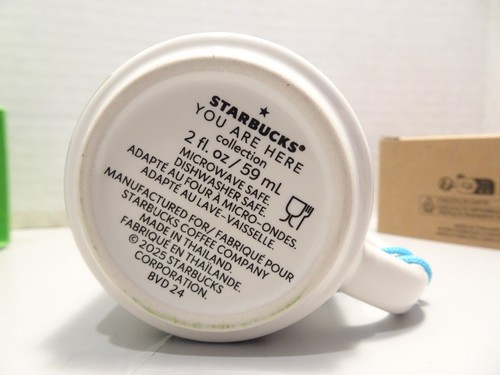 STARBUCKS®
YOU ARE HERE
collection
2 fl. oz / 59 mL
MICROWAVE SAFE.
DISHWASHER SAFE.
ADAPTÉ AU FOUR À MICRO-ONDES.
ADAPTÉ AU LAVE-VAISSELLE.
MANUFACTURED FOR/FABRIQUÉ POUR
STARBUCKS COFFEE COMPANY
MADE IN THAILAND.
FABRIQUÉ EN THAÏLANDE.
© 2025 STARBUCKS
CORPORATION.
BVD 24